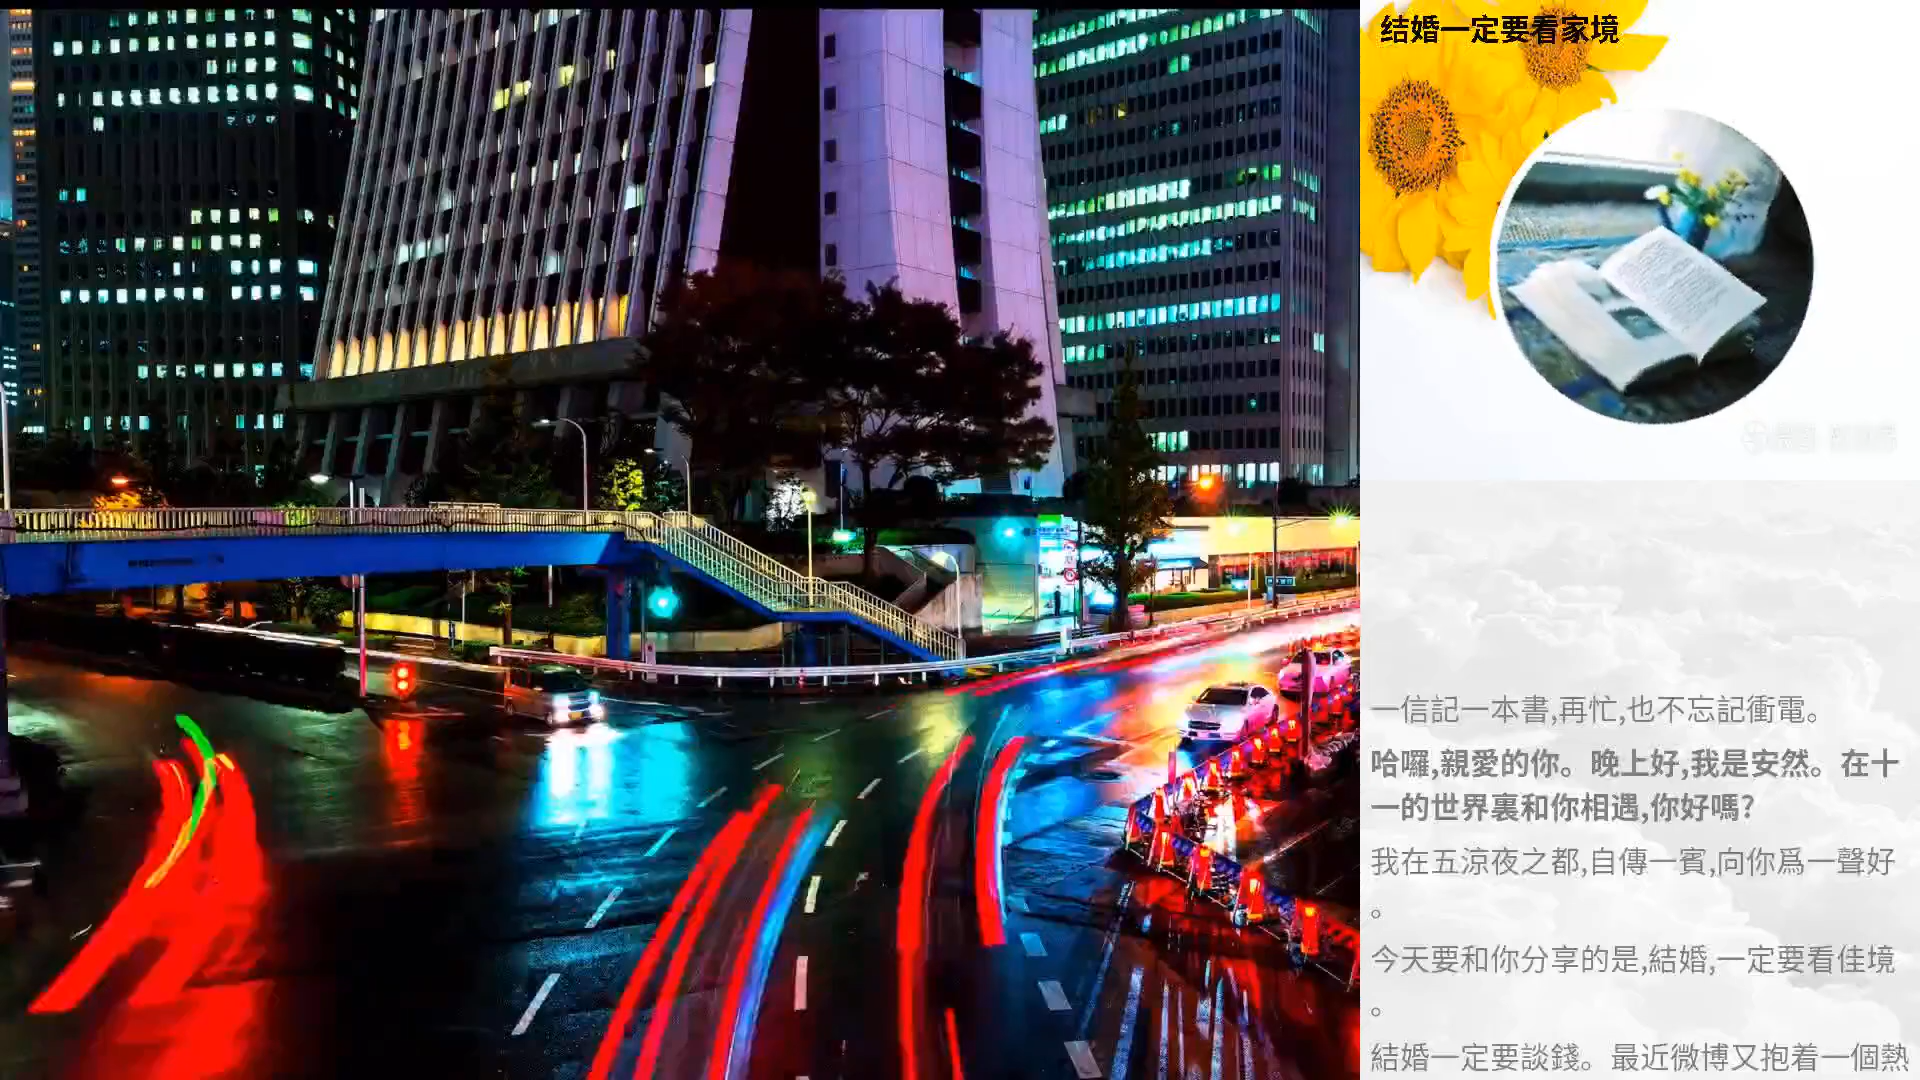 结婚一定要看家境
一信記一本書,再忙,也不忘記衝電。
哈囉,親愛的你。晚上好,我是安然。在十
一的世界裏和你相遇,你好嗎?
我在五涼夜之都,自傳一賓,向你爲一聲好
。
今天要和你分享的是,結婚,一定要看佳境
。
結婚一定要談錢。最近微博又抱着一個熱